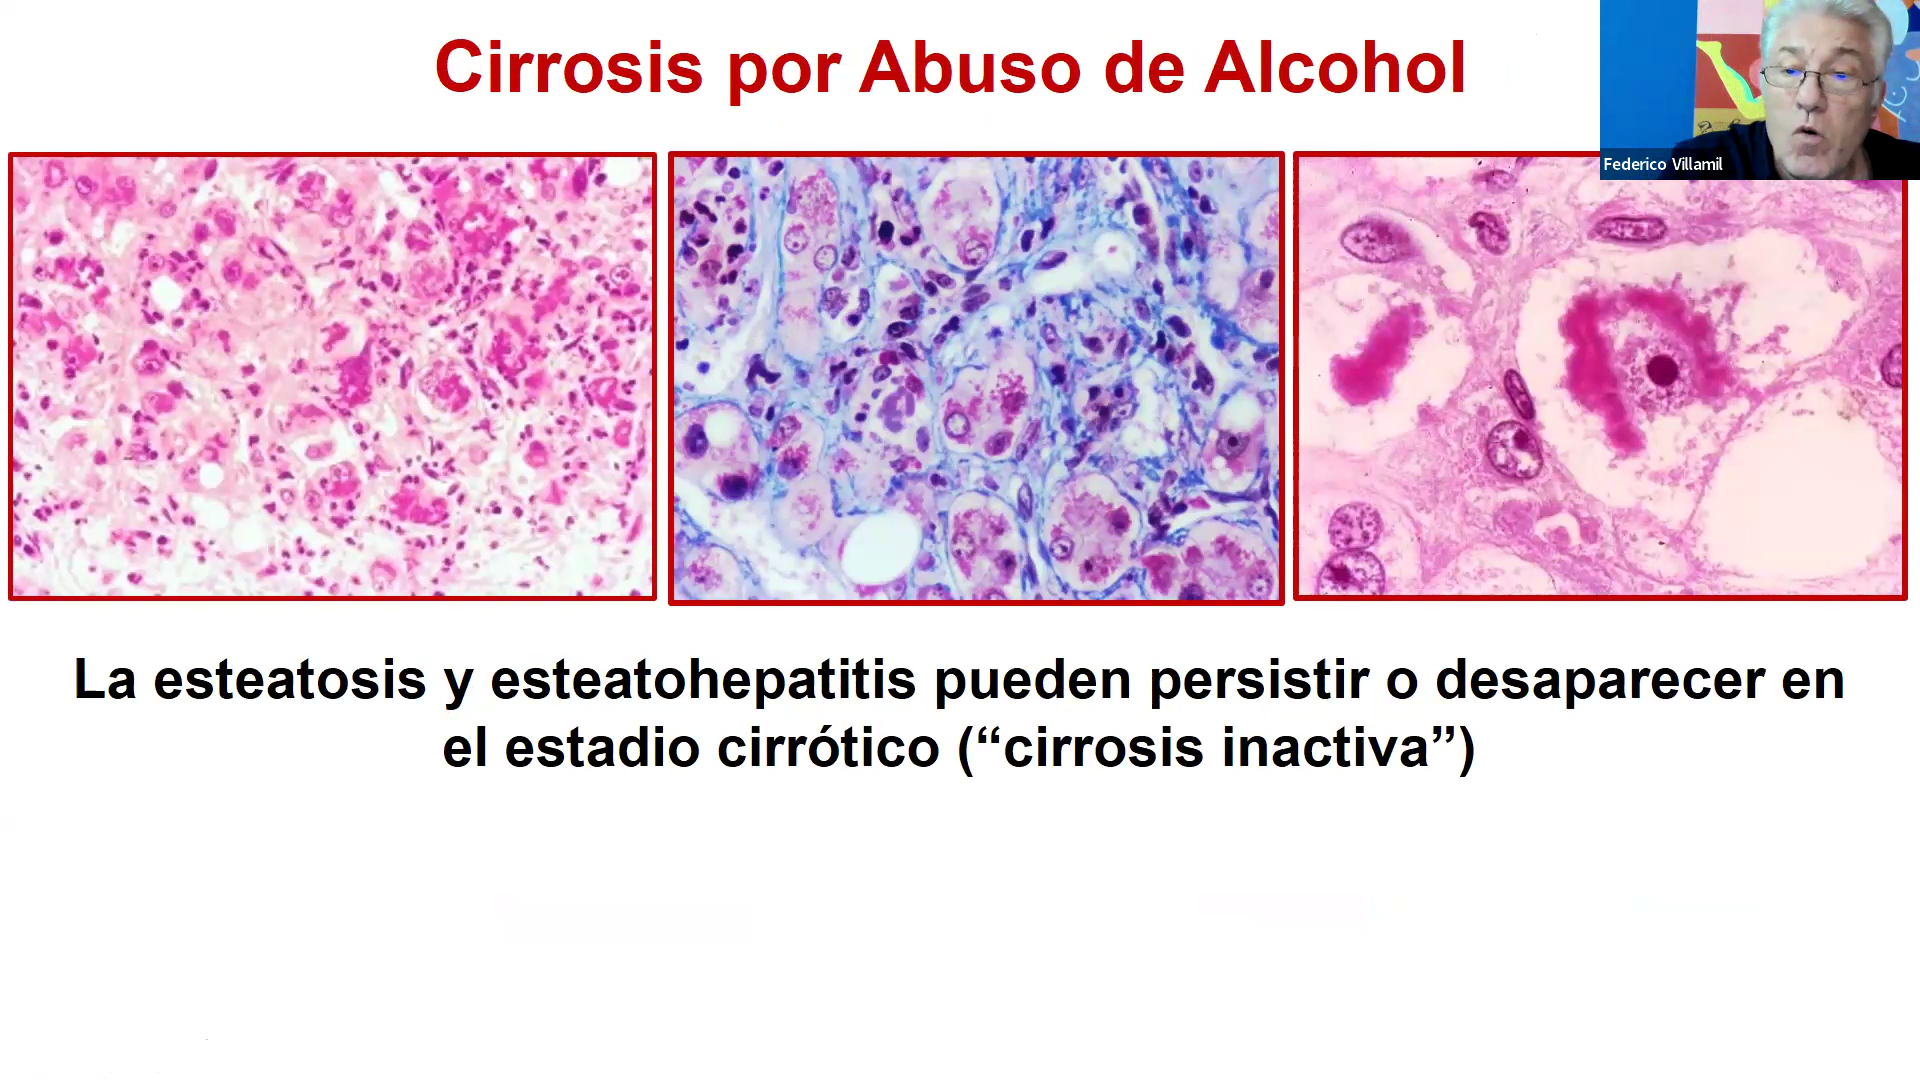 Cirrosis por Abuso de Alcohol
Federico Villamil
La esteatosis y esteatohepatitis pueden persistir o desaparecer en
el estadio cirrótico (“cirrosis inactiva”)